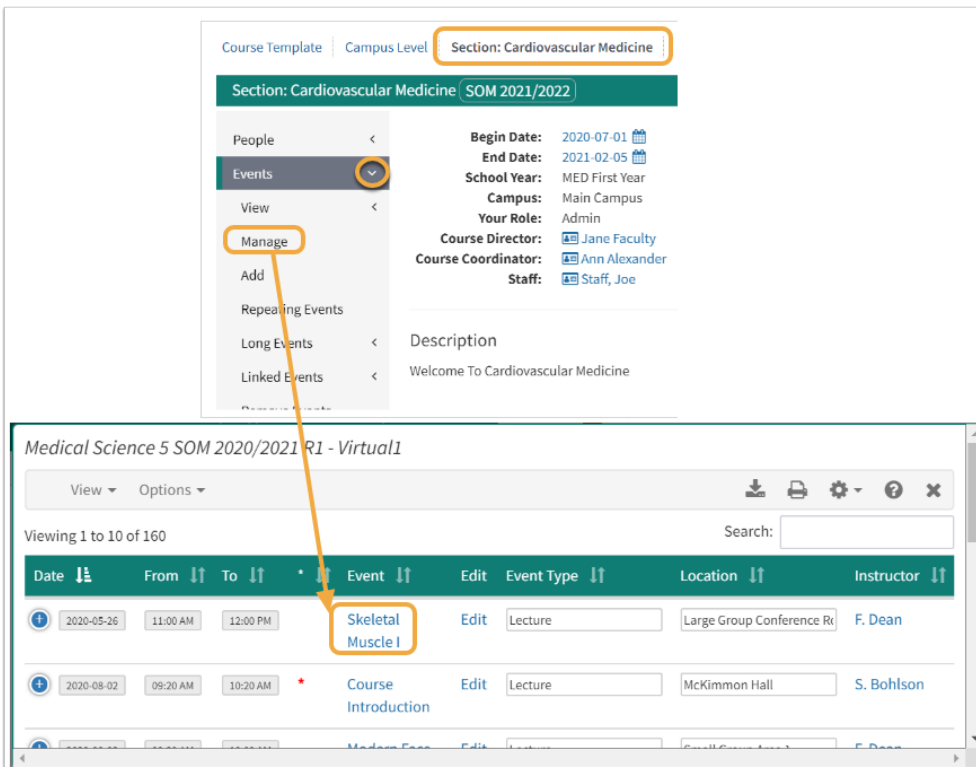 Course Template Campus Level Section: Cardiovascular Medicine
Section: Cardiovascular Medicine SOM 2021/2022
People
Events
View
Manage
Add
Repeating Events
Long Events
Linked Events
Begin Date: 2020-07-01
End Date: 2021-02-05
School Year: MED First Year
Campus: Main Campus
Your Role: Admin
Course Director: Jane Faculty
Course Coordinator: Ann Alexander
Staff: Staff, Joe
Description
Welcome To Cardiovascular Medicine
Medical Science 5 SOM 2020/2021 R1 - Virtual1
View Options
Viewing 1 to 10 of 160 Search:
Date From To * Event Edit Event Type Location Instructor
2020-05-26 11:00 AM 12:00 PM Skeletal Edit Lecture Large Group Conference F. Dean
Muscle I
2020-08-02 09:20 AM 10:20 AM * Course Edit Lecture McKimmon Hall S. Bohlson
Introduction